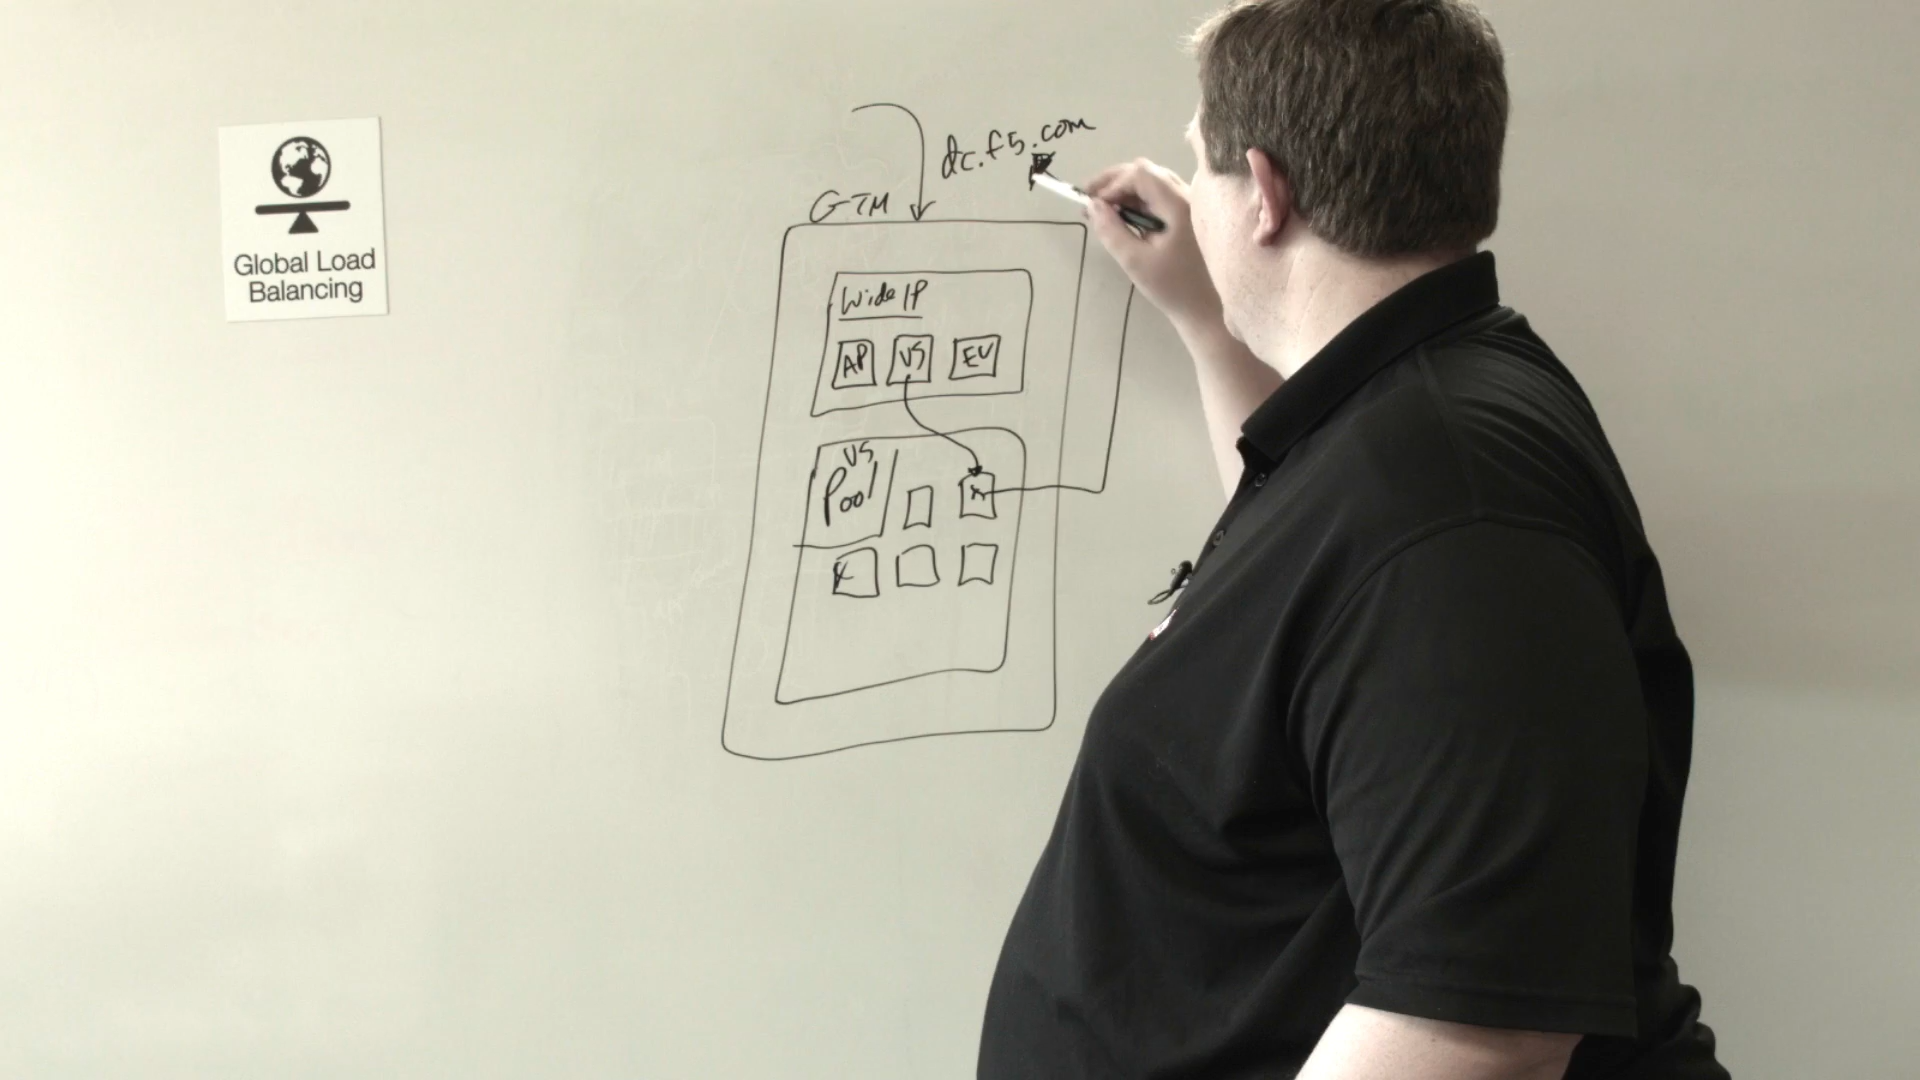 Global Load
Balancing
dc.f5.com
GTM
Wide IP
AP VS EU
VS
Pool